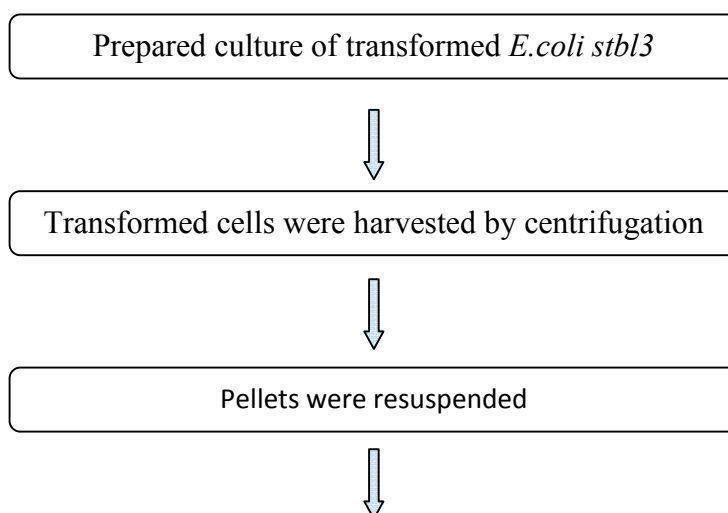 Prepared culture of transformed E.coli stbl3
Transformed cells were harvested by centrifugation
Pellets were resuspended